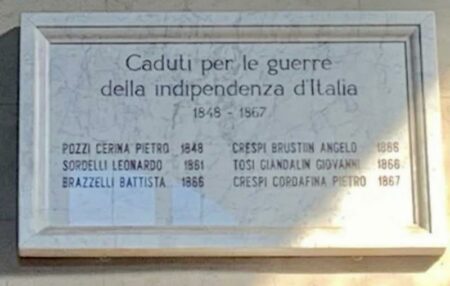 Caduti per le guerre
della indipendenza d'Italia
1848 - 1867
POZZI CERINA PIETRO 1848 CRESPI BRUSTIIN ANGELO 1866
SORDELLI LEONARDO 1861 TOSI GIANDALIN GIOVANNI 1866
BRAZZELLI BATTISTA 1866 CRESPI CORDAFINA PIETRO 1867